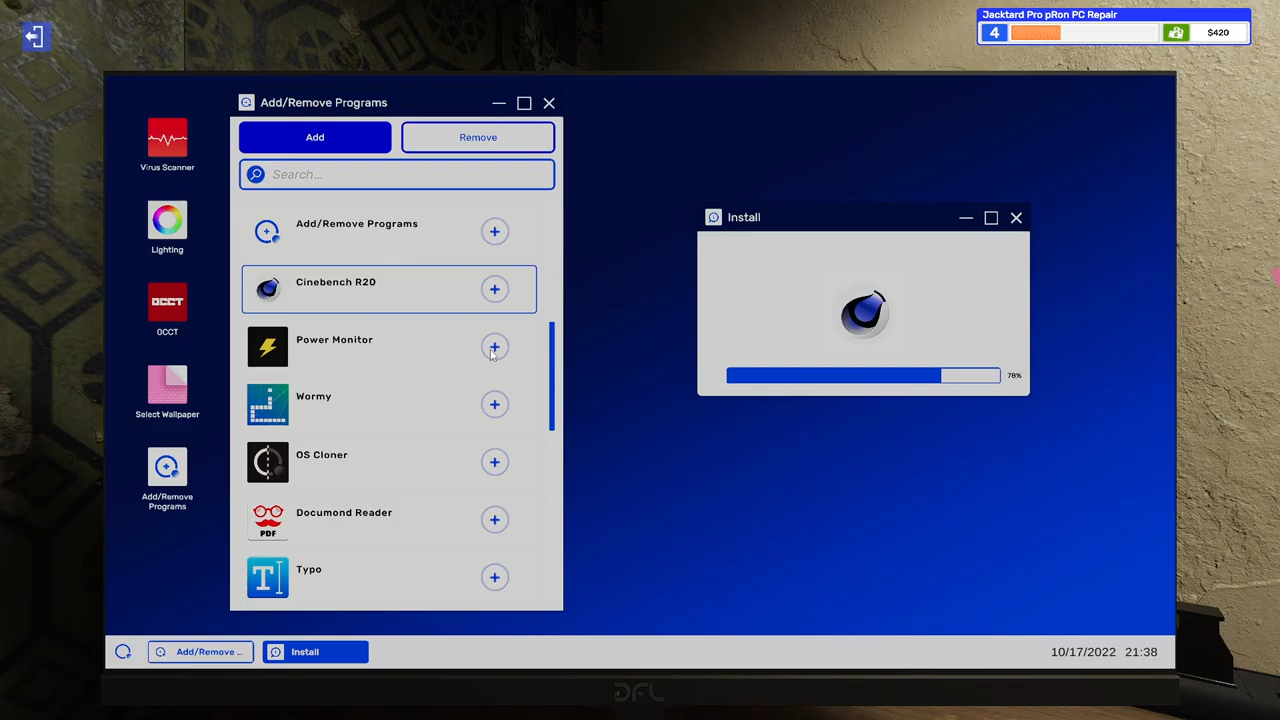 Jacktard Pro pRon PC Repair
4
$420
Add/Remove Programs
Add
Remove
Search...
Virus Scanner
Lighting
OCCT
OCCT
Select Wallpaper
Add/Remove
Programs
Add/Remove Programs
Cinebench R20
Power Monitor
Wormy
OS Cloner
Documond Reader
PDF
Typo
T
Install
78%
Add/Remove ...
Install
10/17/2022 21:38
DFL